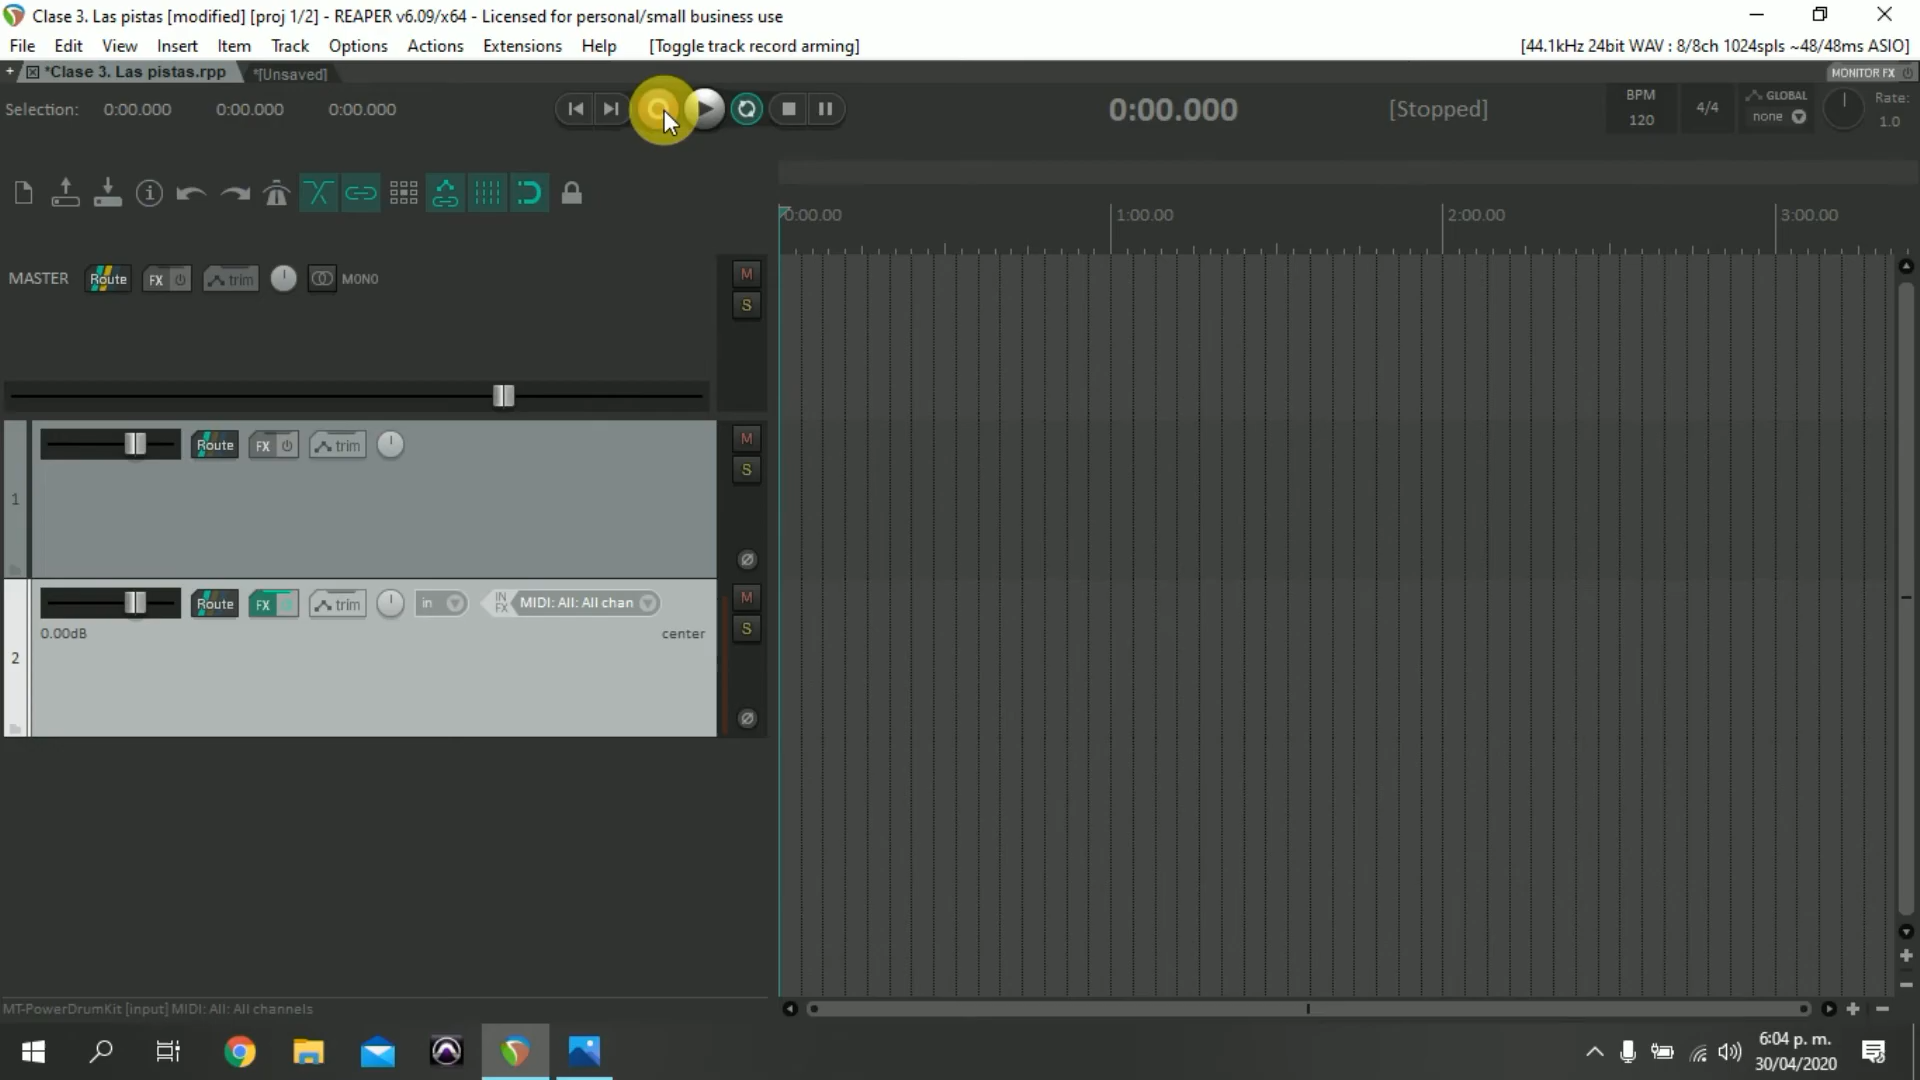 Clase 3. Las pistas [modified] [proj 1/2] - REAPER v6.09/x64 - Licensed for personal/small business use
File Edit View Insert Item Track Options Actions Extensions Help [Toggle track record arming] [44.1kHz 24bit WAV : 8/8ch 1024spls ~48/48ms ASIO]
+ *Clase 3. Las pistas.rpp *[Unsaved] MONITOR FX
Selection: 0:00.000 0:00.000 0:00.000 0:00.000 [Stopped] BPM 120 4/4 GLOBAL none Rate: 1.0
0:00.00 1:00.00 2:00.00 3:00.00
MASTER Route FX trim MONO M
S
Route FX trim M
S
1
Route FX trim in IN FX MIDI: All: All chan M
0.00dB center S
2
MT-PowerDrumKit [input] MIDI: All: All channels
6:04 p. m.
30/04/2020